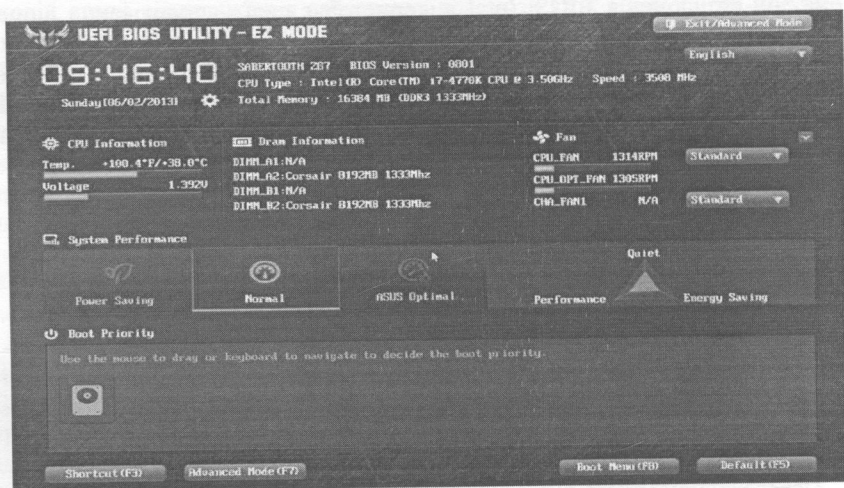 UEFI BIOS UTILITY – EZ MODE
Exit/Advanced Mode
English
09:46:40
Sunday[06/02/2013]
SABERTOOTH Z87 BIOS Version : 0801
CPU Type : Intel(R) Core(TM) i7-4770K CPU @ 3.50GHz Speed : 3500 MHz
Total Memory : 16384 MB (DDR3 1333MHz)
CPU Information
Temp. +100.4°F/+38.0°C
Voltage 1.392V
Dram Information
DIMM_A1:N/A
DIMM_A2:Corsair 8192MB 1333Mhz
DIMM_B1:N/A
DIMM_B2:Corsair 8192MB 1333Mhz
Fan
CPU_FAN 1314RPM Standard
CPU_OPT_FAN 1305RPM
CHA_FAN1 N/A Standard
System Performance
Power Saving
Normal
ASUS Optimal
Quiet
Performance
Energy Saving
Boot Priority
Use the mouse to drag or keyboard to navigate to decide the boot priority.
Shortcut(F3)
Advanced Mode(F7)
Boot Menu(F8)
Default(F5)